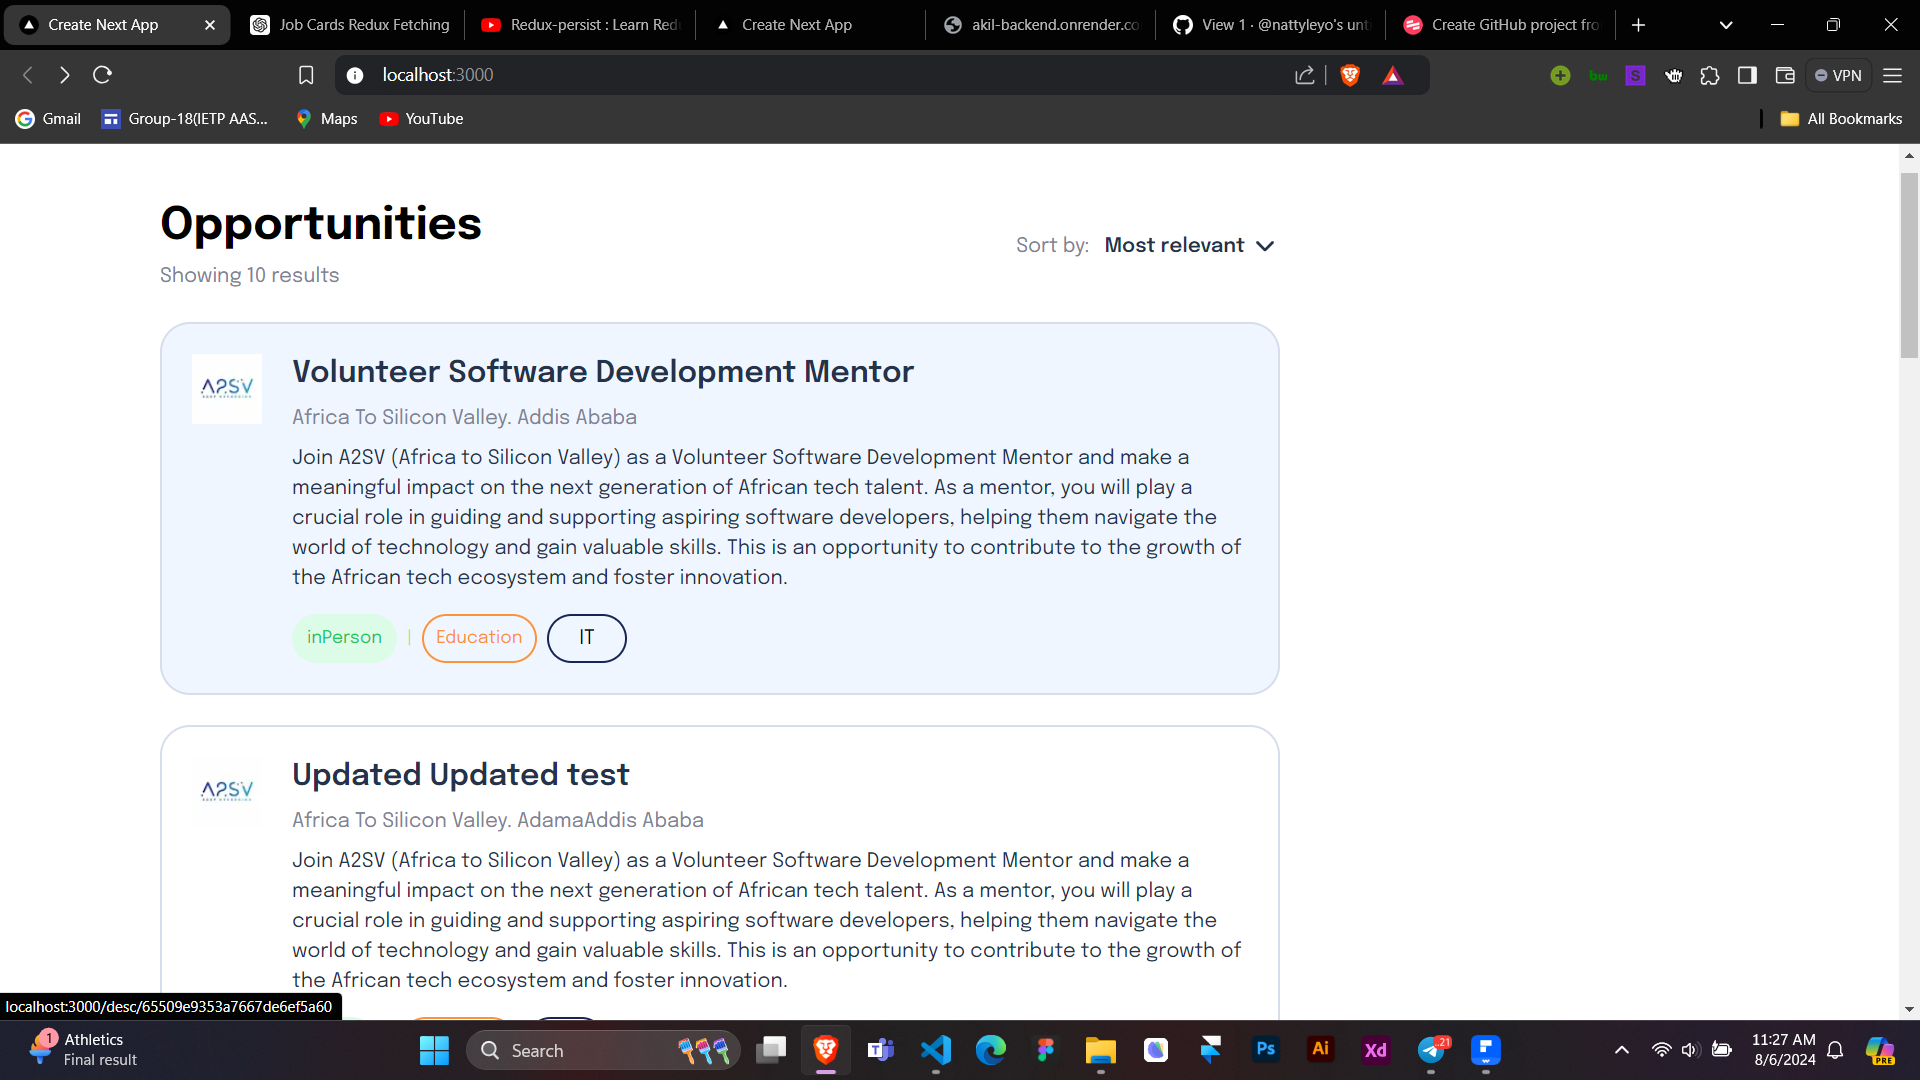 Create Next App
Job Cards Redux Fetching
Redux-persist : Learn Red
Create Next App
akil-backend.onrender.co
View 1 · @nattyleyo's unt
Create GitHub project fro
localhost:3000
VPN
Gmail
Group-18(IETP AAS...
Maps
YouTube
All Bookmarks
Opportunities
Showing 10 results
Sort by: Most relevant
A2SV
Volunteer Software Development Mentor
Africa To Silicon Valley. Addis Ababa
Join A2SV (Africa to Silicon Valley) as a Volunteer Software Development Mentor and make a
meaningful impact on the next generation of African tech talent. As a mentor, you will play a
crucial role in guiding and supporting aspiring software developers, helping them navigate the
world of technology and gain valuable skills. This is an opportunity to contribute to the growth of
the African tech ecosystem and foster innovation.
inPerson | Education IT
A2SV
Updated Updated test
Africa To Silicon Valley. AdamaAddis Ababa
Join A2SV (Africa to Silicon Valley) as a Volunteer Software Development Mentor and make a
meaningful impact on the next generation of African tech talent. As a mentor, you will play a
crucial role in guiding and supporting aspiring software developers, helping them navigate the
world of technology and gain valuable skills. This is an opportunity to contribute to the growth of
the African tech ecosystem and foster innovation.
localhost:3000/desc/65509e9353a7667de6ef5a60
1
Athletics
Final result
Search
Ps
Ai
Xd
21
11:27 AM
8/6/2024
PRE